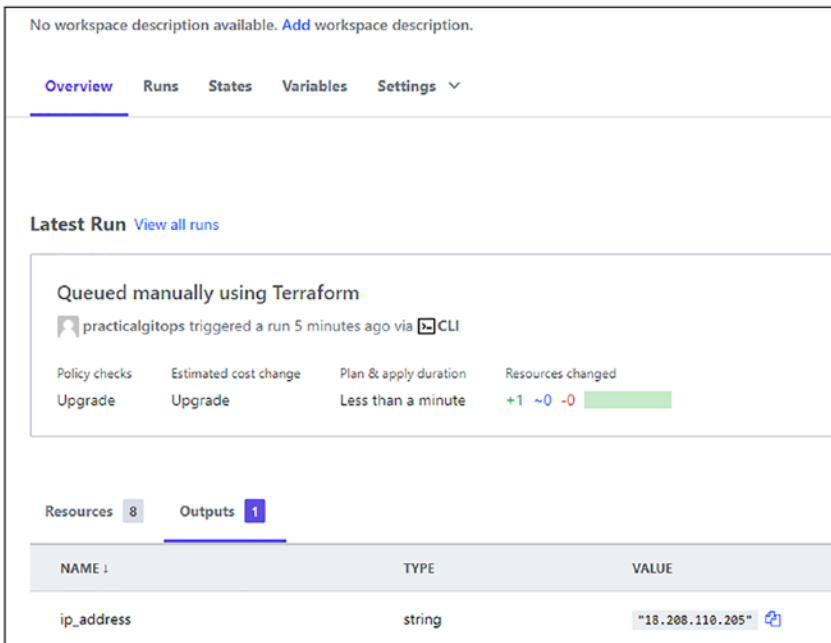 No workspace description available. Add workspace description.
Overview Runs States Variables Settings
Latest Run View all runs
Queued manually using Terraform
practicalgitops triggered a run 5 minutes ago via CLI
Policy checks Estimated cost change Plan & apply duration Resources changed
Upgrade Upgrade Less than a minute +1 ~0 -0
Resources 8 Outputs 1
NAME ↓ TYPE VALUE
ip_address string "18.208.110.205"